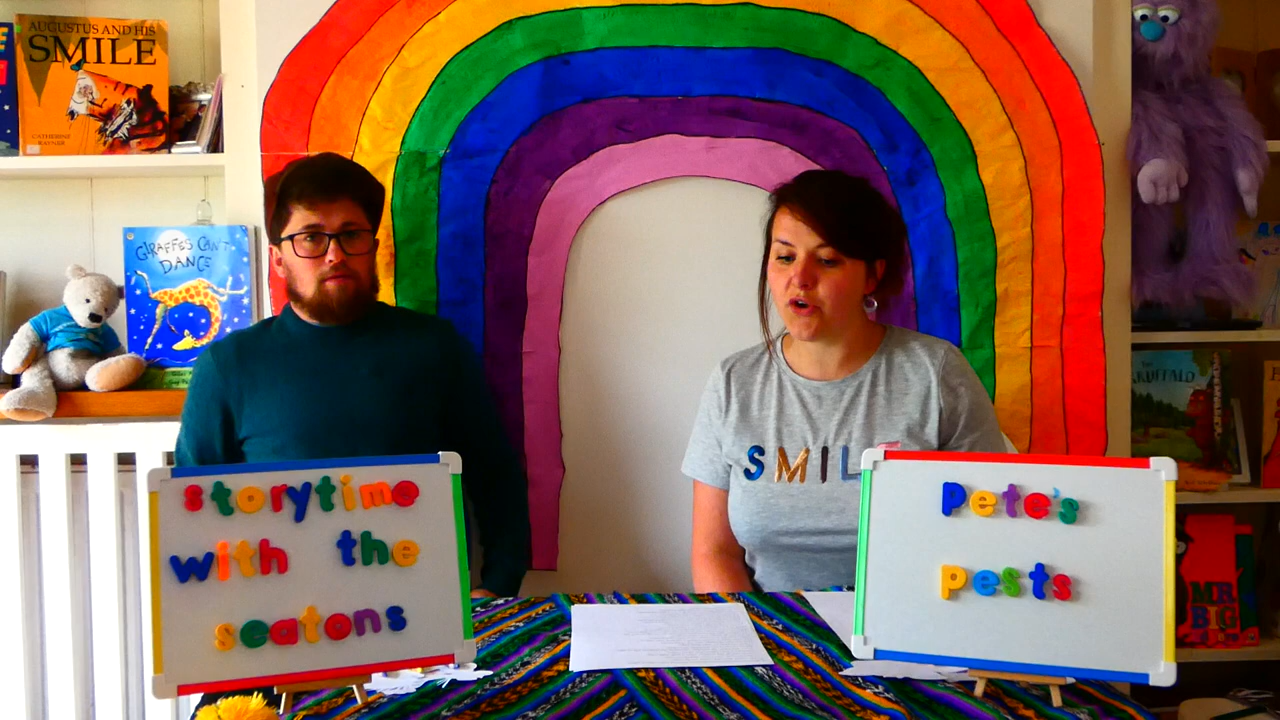 AUGUSTUS AND HIS
SMILE
CATHERINE
RAYNER
GIRAFFES CAN'T
DANCE
SMIL
storytime
with the
seatons
Pete's
pests
MR
BIG